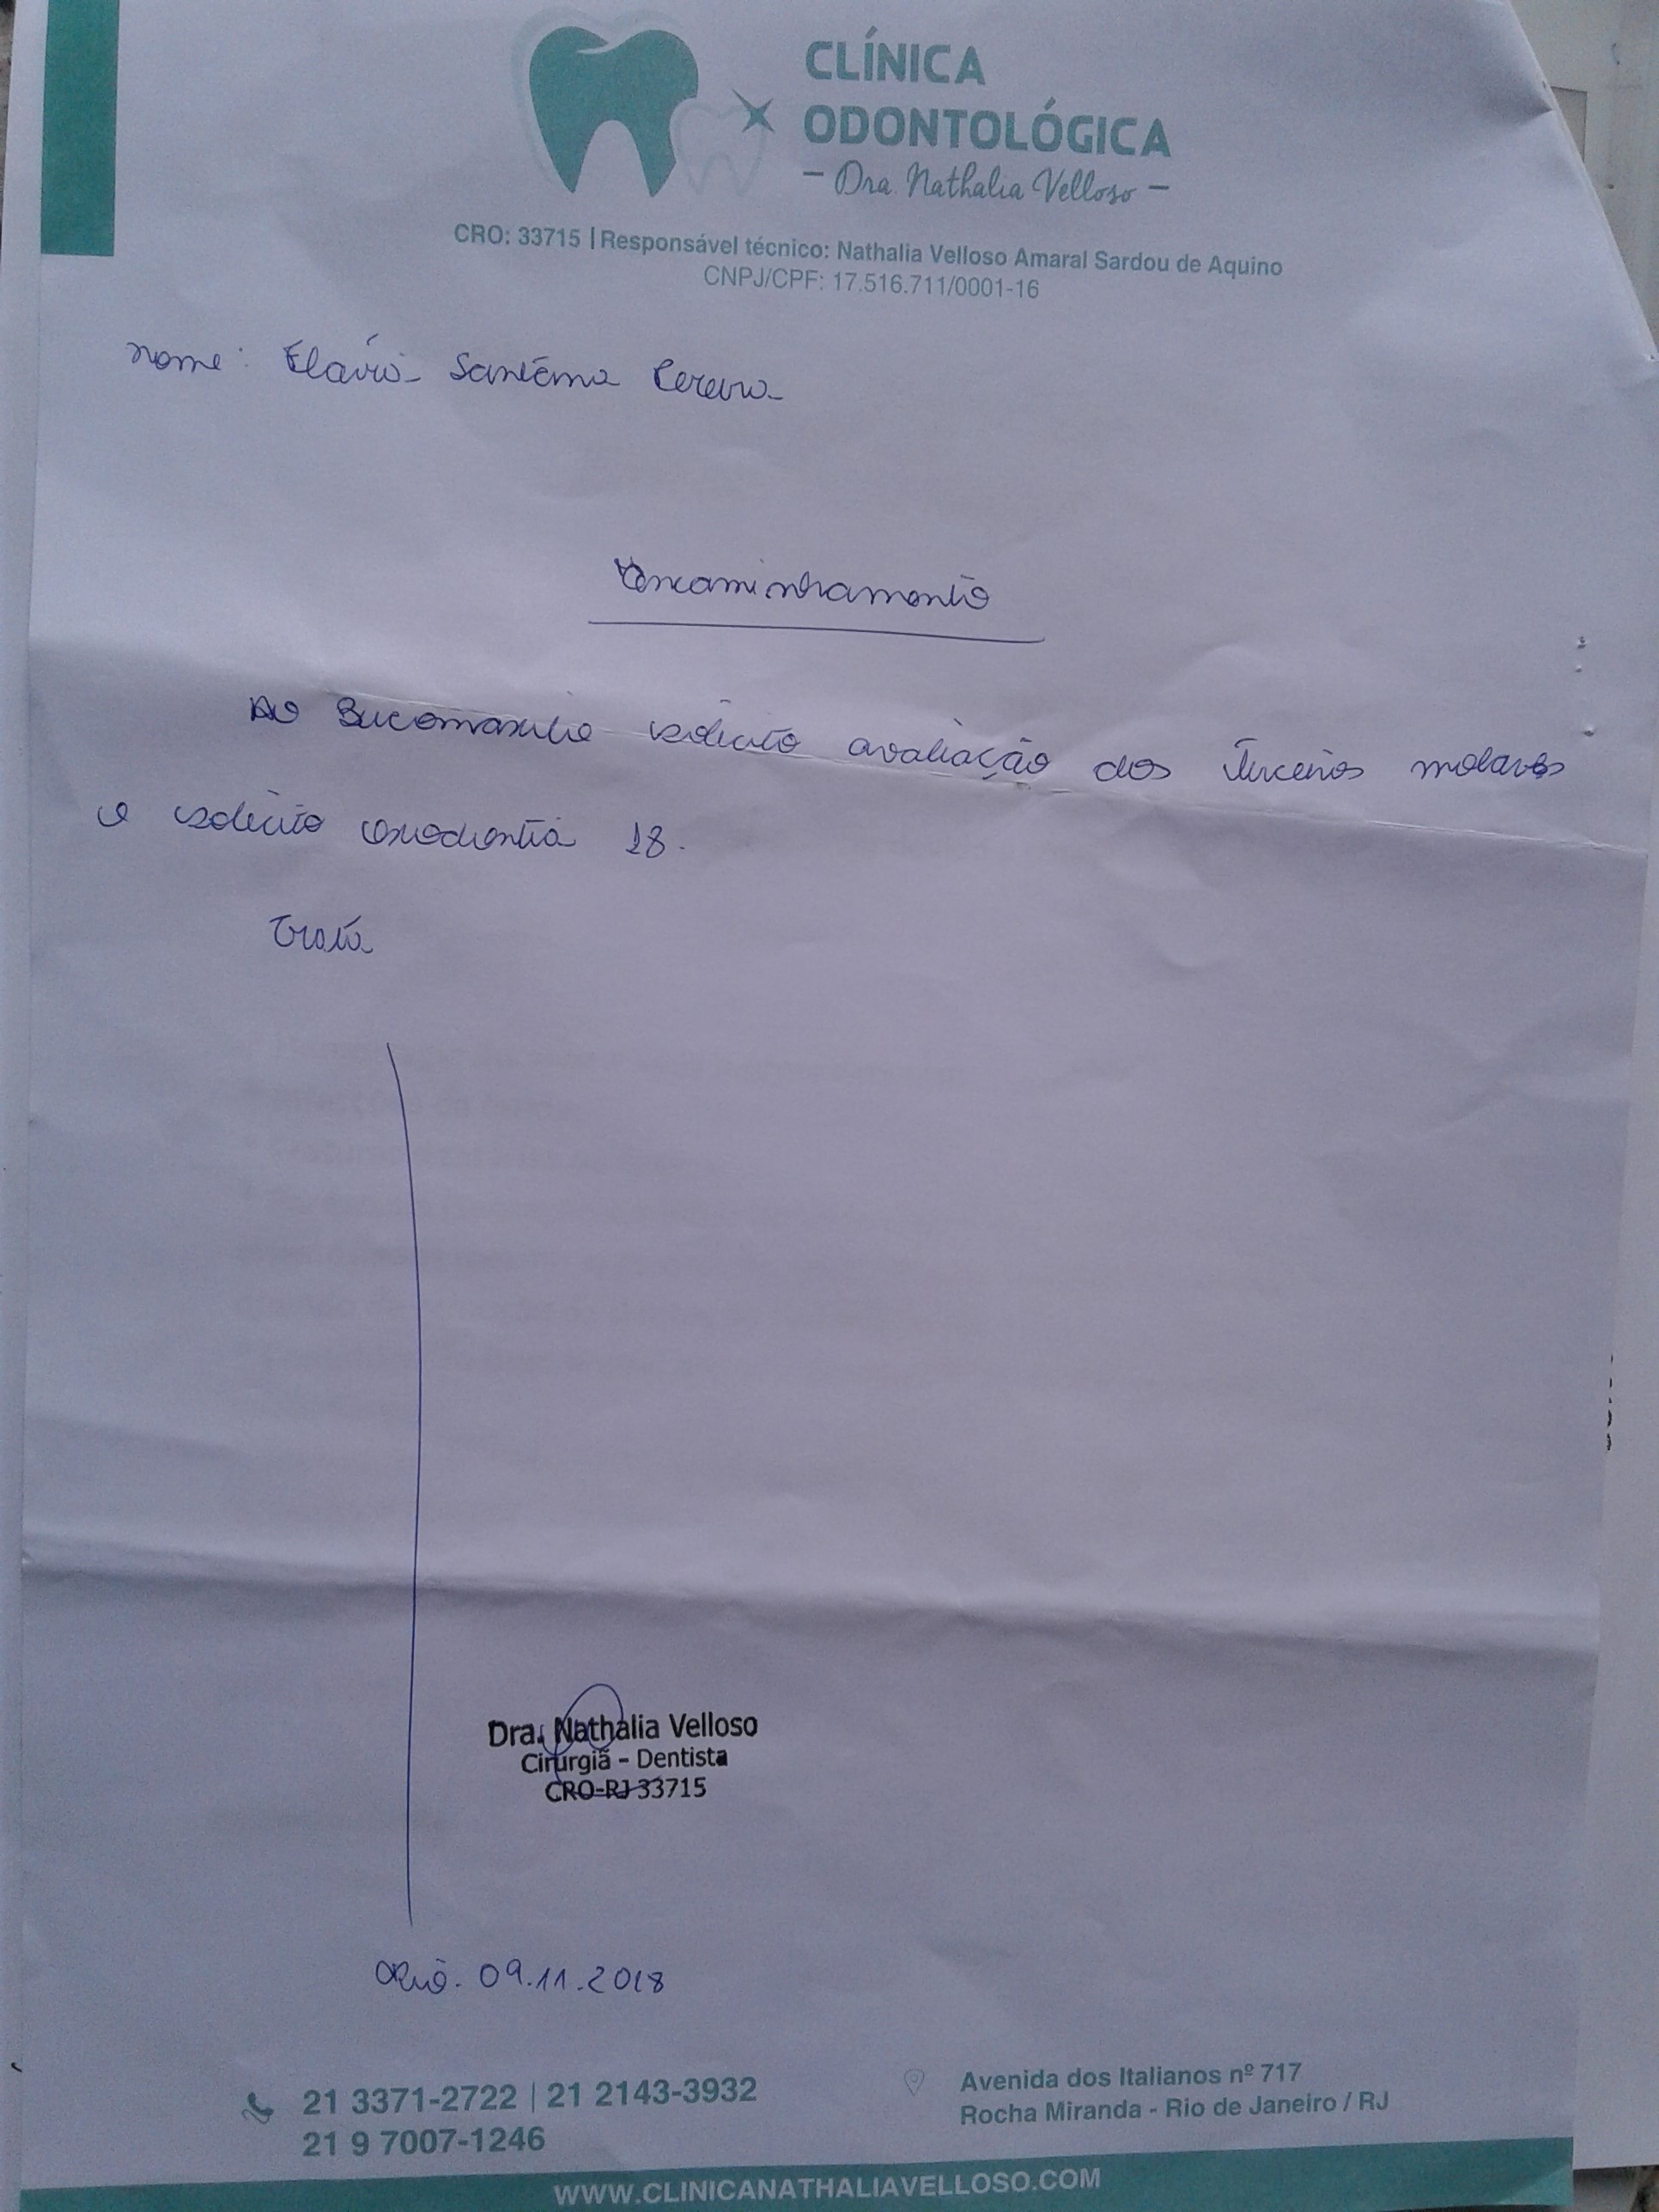 CLÍNICA
ODONTOLÓGICA
- Dra. Nathalia Velloso -
CRO: 33715 | Responsável técnico: Nathalia Velloso Amaral Sardou de Aquino
CNPJ/CPF: 17.516.711/0001-16
nome: Flávia Santana Pereira
Encaminhamento
Ao Bucomaxilo solicito avaliação dos terceiros molares
e solicito exodontia 18.
Grata
Dra. Nathalia Velloso
Cirurgiã - Dentista
CRO-RJ 33715
Rio. 09.11.2018
21 3371-2722 | 21 2143-3932
21 9 7007-1246
Avenida dos Italianos nº 717
Rocha Miranda - Rio de Janeiro / RJ
WWW.CLINICANATHALIAVELLOSO.COM